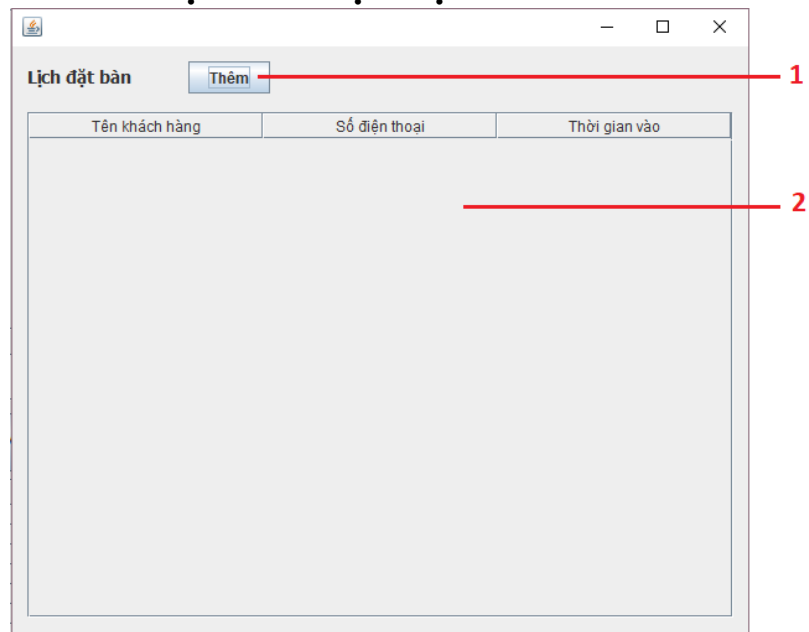 Lịch đặt bàn Thêm 1
Tên khách hàng Số điện thoại Thời gian vào
2